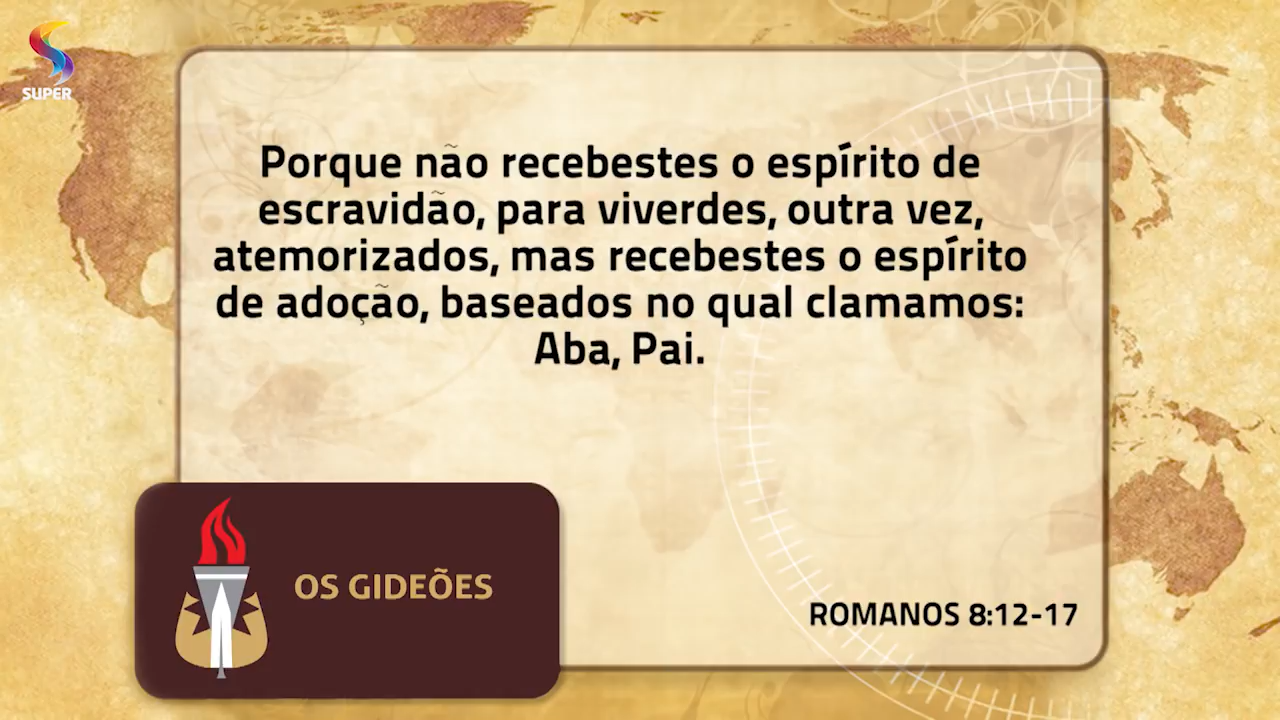 SUPER
Porque não recebestes o espírito de
escravidão, para viverdes, outra vez,
atemorizados, mas recebestes o espírito
de adoção, baseados no qual clamamos:
Aba, Pai.
OS GIDEÕES
ROMANOS 8:12-17